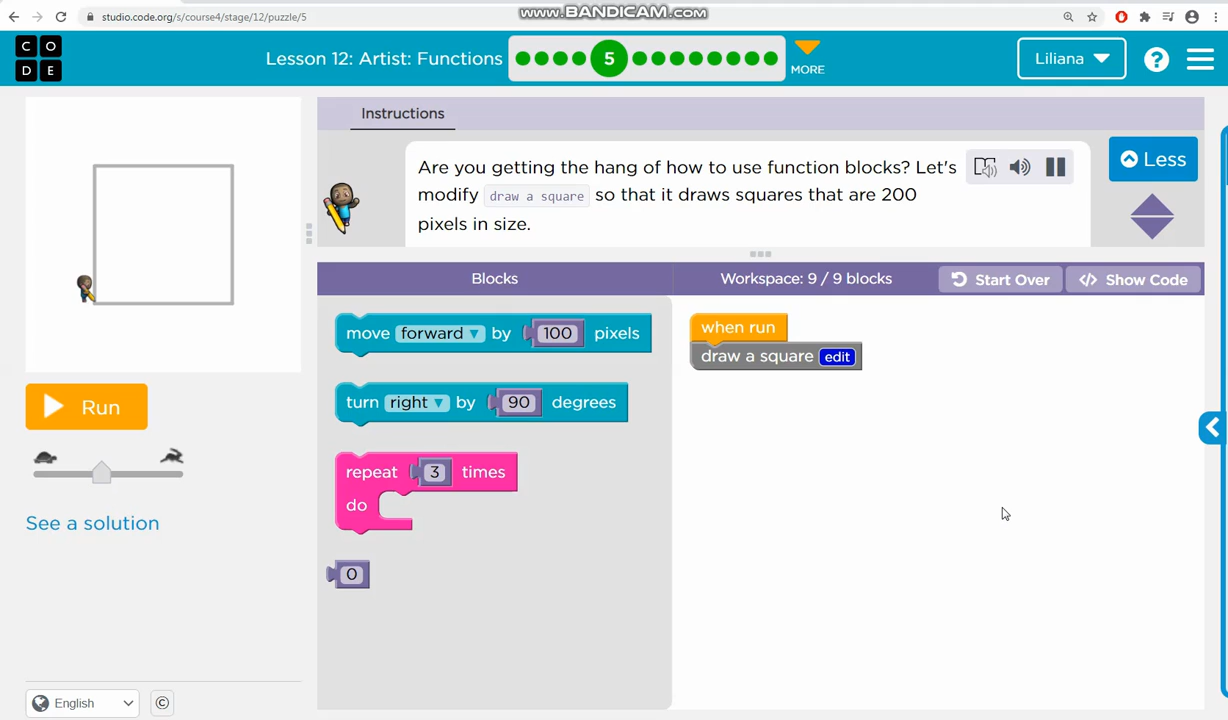 www.BANDICAM.com
studio.code.org/s/course4/stage/12/puzzle/5
C O
D E
Lesson 12: Artist: Functions
5
MORE
Liliana
?
Instructions
Are you getting the hang of how to use function blocks? Let's
modify draw a square so that it draws squares that are 200
pixels in size.
Less
Blocks
Workspace: 9 / 9 blocks
Start Over
</> Show Code
move forward by 100 pixels
turn right by 90 degrees
repeat 3 times
do
0
when run
draw a square edit
Run
See a solution
English
©